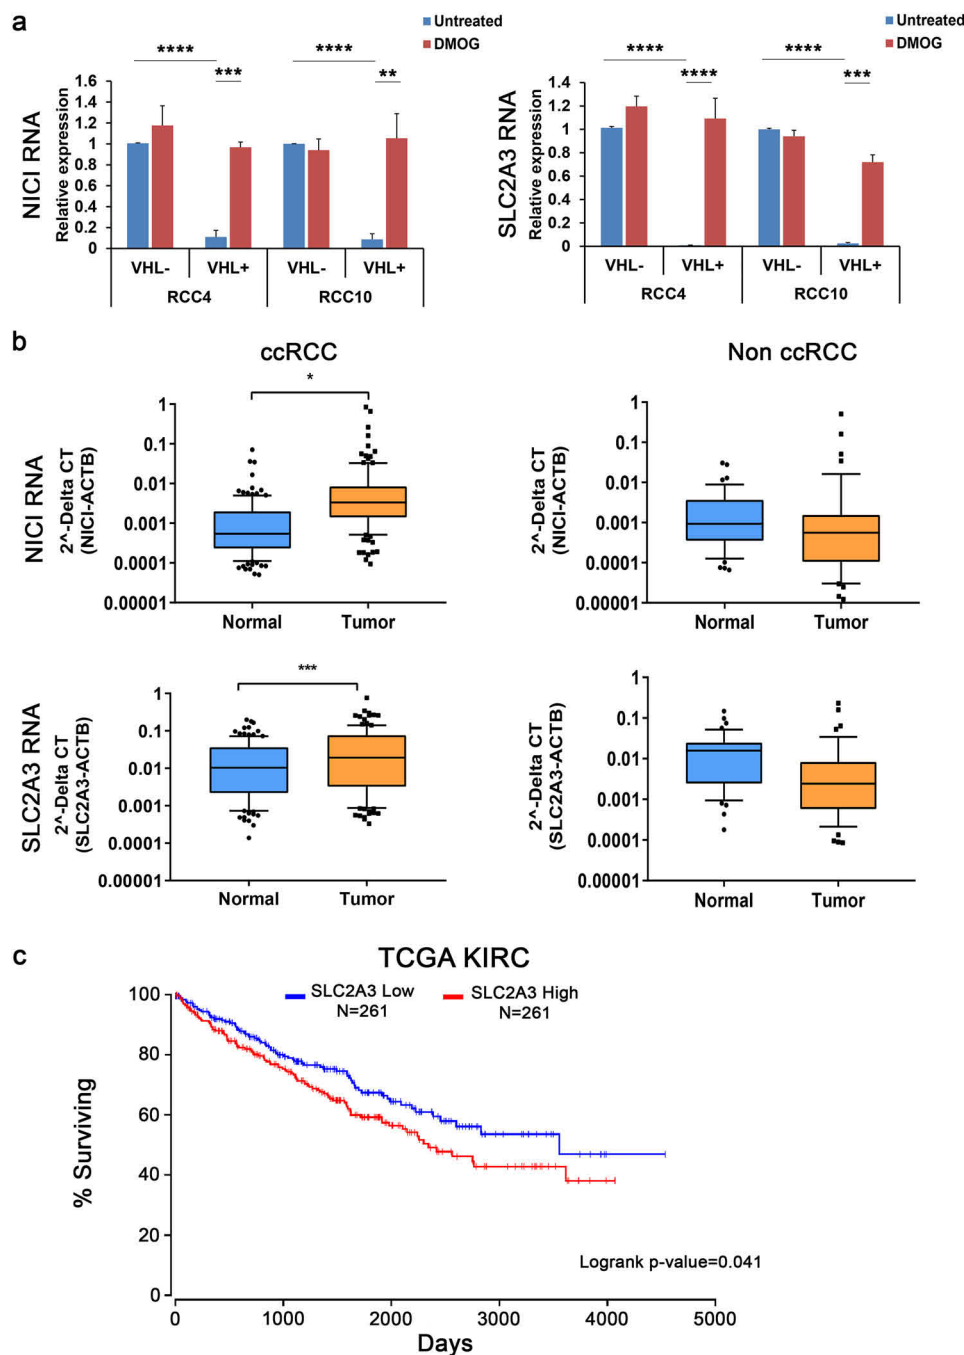 a
Untreated
DMOG
**** ****
*** **
NICI RNA
Relative expression
1.6
1.4
1.2
1
0.8
0.6
0.4
0.2
0
VHL- VHL+ VHL- VHL+
RCC4 RCC10
Untreated
DMOG
**** ****
**** ***
SLC2A3 RNA
Relative expression
1.4
1.2
1
0.8
0.6
0.4
0.2
0
VHL- VHL+ VHL- VHL+
RCC4 RCC10
b
ccRCC
*
NICI RNA
2^-Delta CT
(NICI-ACTB)
1
0.1
0.01
0.001
0.0001
0.00001
Normal Tumor
Non ccRCC
2^-Delta CT
(NICI-ACTB)
1
0.1
0.01
0.001
0.0001
0.00001
Normal Tumor
***
SLC2A3 RNA
2^-Delta CT
(SLC2A3-ACTB)
1
0.1
0.01
0.001
0.0001
0.00001
Normal Tumor
2^-Delta CT
(SLC2A3-ACTB)
1
0.1
0.01
0.001
0.0001
0.00001
Normal Tumor
c
TCGA KIRC
SLC2A3 Low
N=261
SLC2A3 High
N=261
% Surviving
100
80
60
40
20
0
Logrank p-value=0.041
0 1000 2000 3000 4000 5000
Days